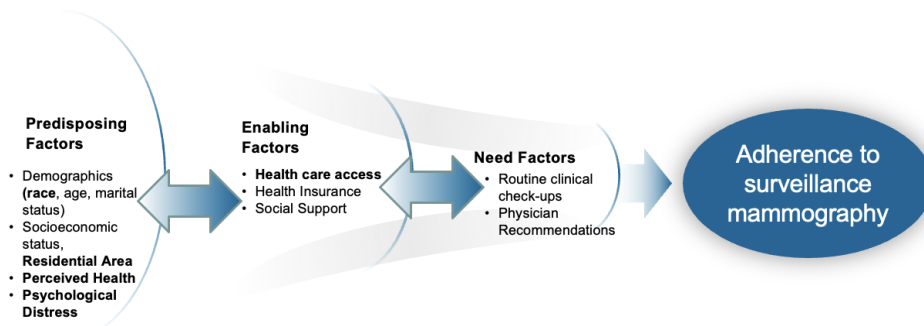 Predisposing
Factors
• Demographics
(race, age, marital
status)
• Socioeconomic
status,
Residential Area
• Perceived Health
• Psychological
Distress
Enabling
Factors
• Health care access
• Health Insurance
• Social Support
Need Factors
• Routine clinical
check-ups
• Physician
Recommendations
Adherence to
surveillance
mammography